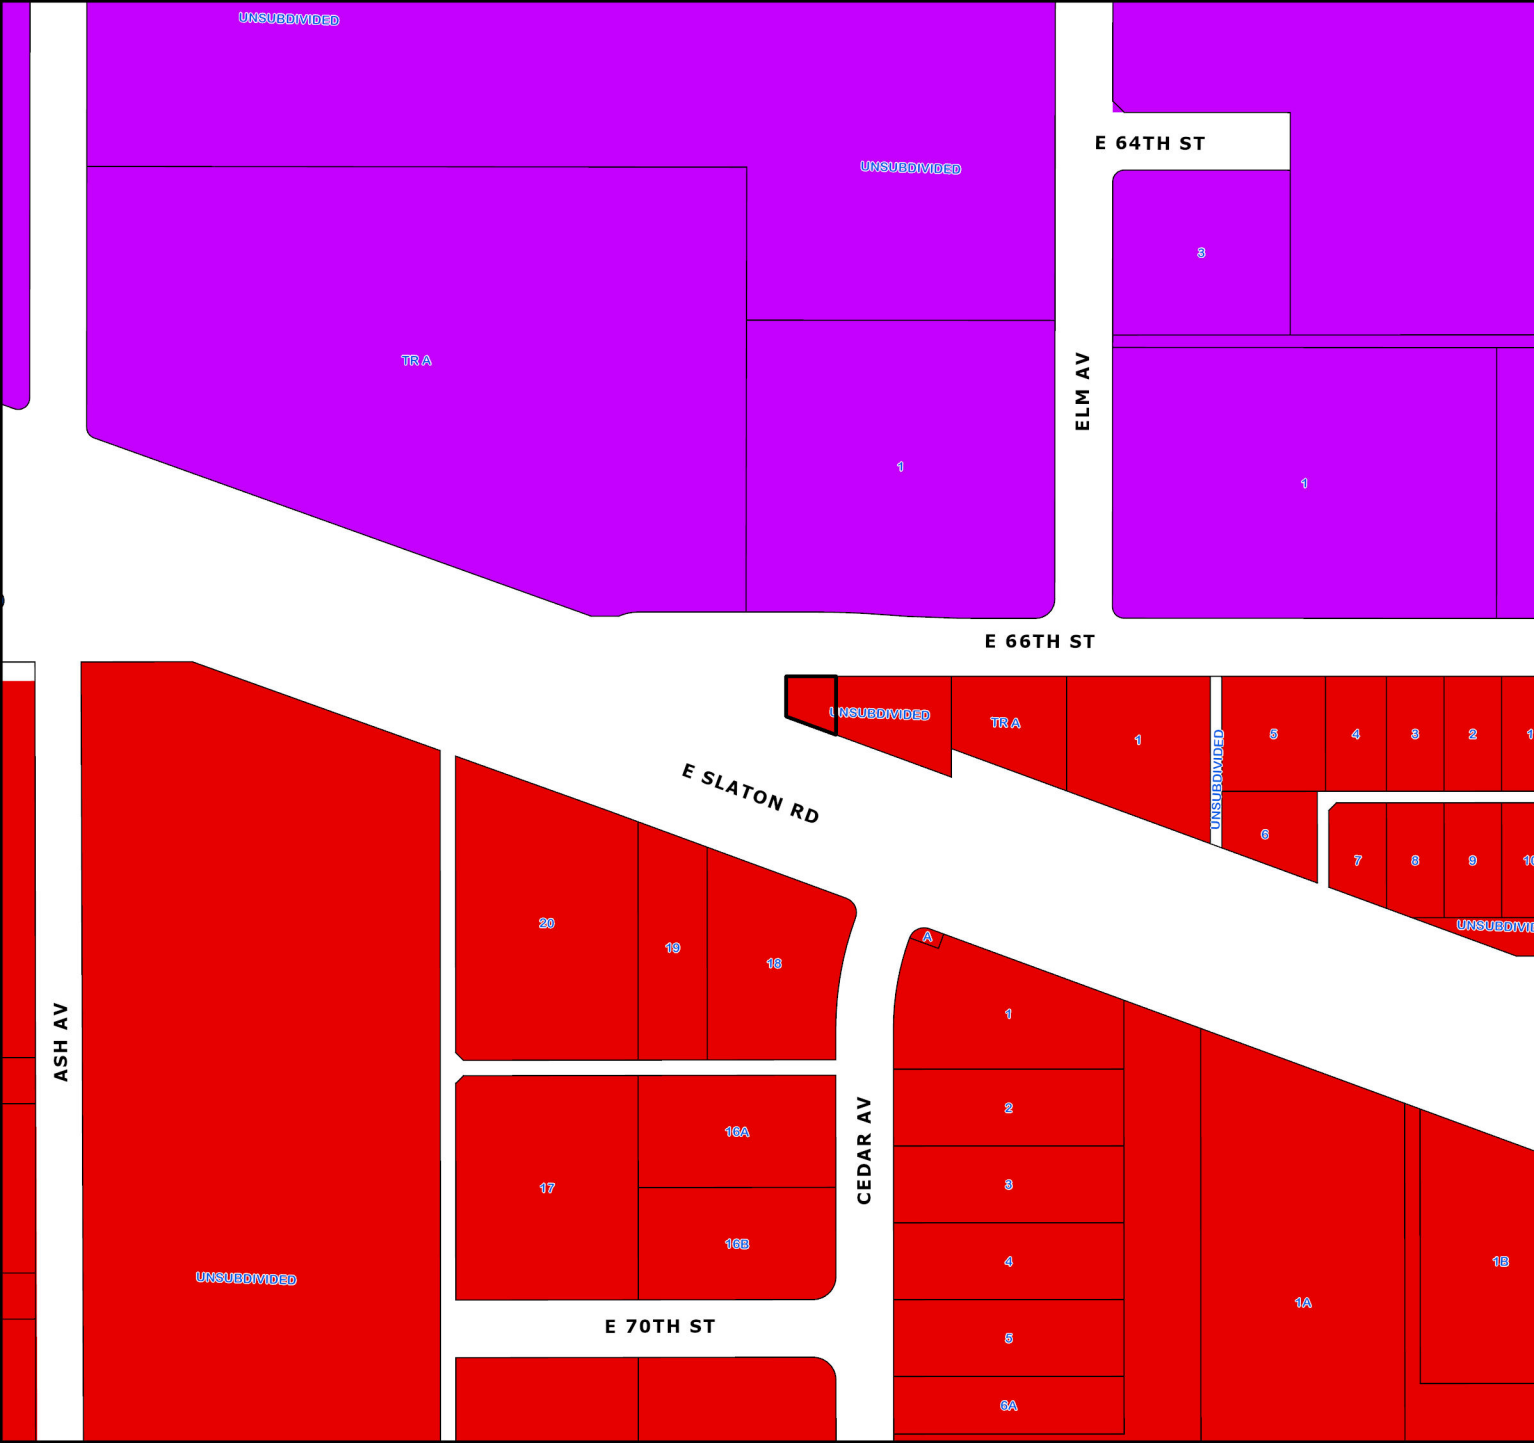 UNSUBDIVIDED
E 64TH ST
UNSUBDIVIDED
3
TR A
ELM AV
1
1
E 66TH ST
UNSUBDIVIDED
TR A
1
UNSUBDIVIDED
5
4
3
2
E SLATON RD
6
7
8
9
UNSUBDIVI
20
19
18
A
1
ASH AV
2
16A
CEDAR AV
17
3
16B
4
1B
UNSUBDIVIDED
1A
E 70TH ST
5
6A